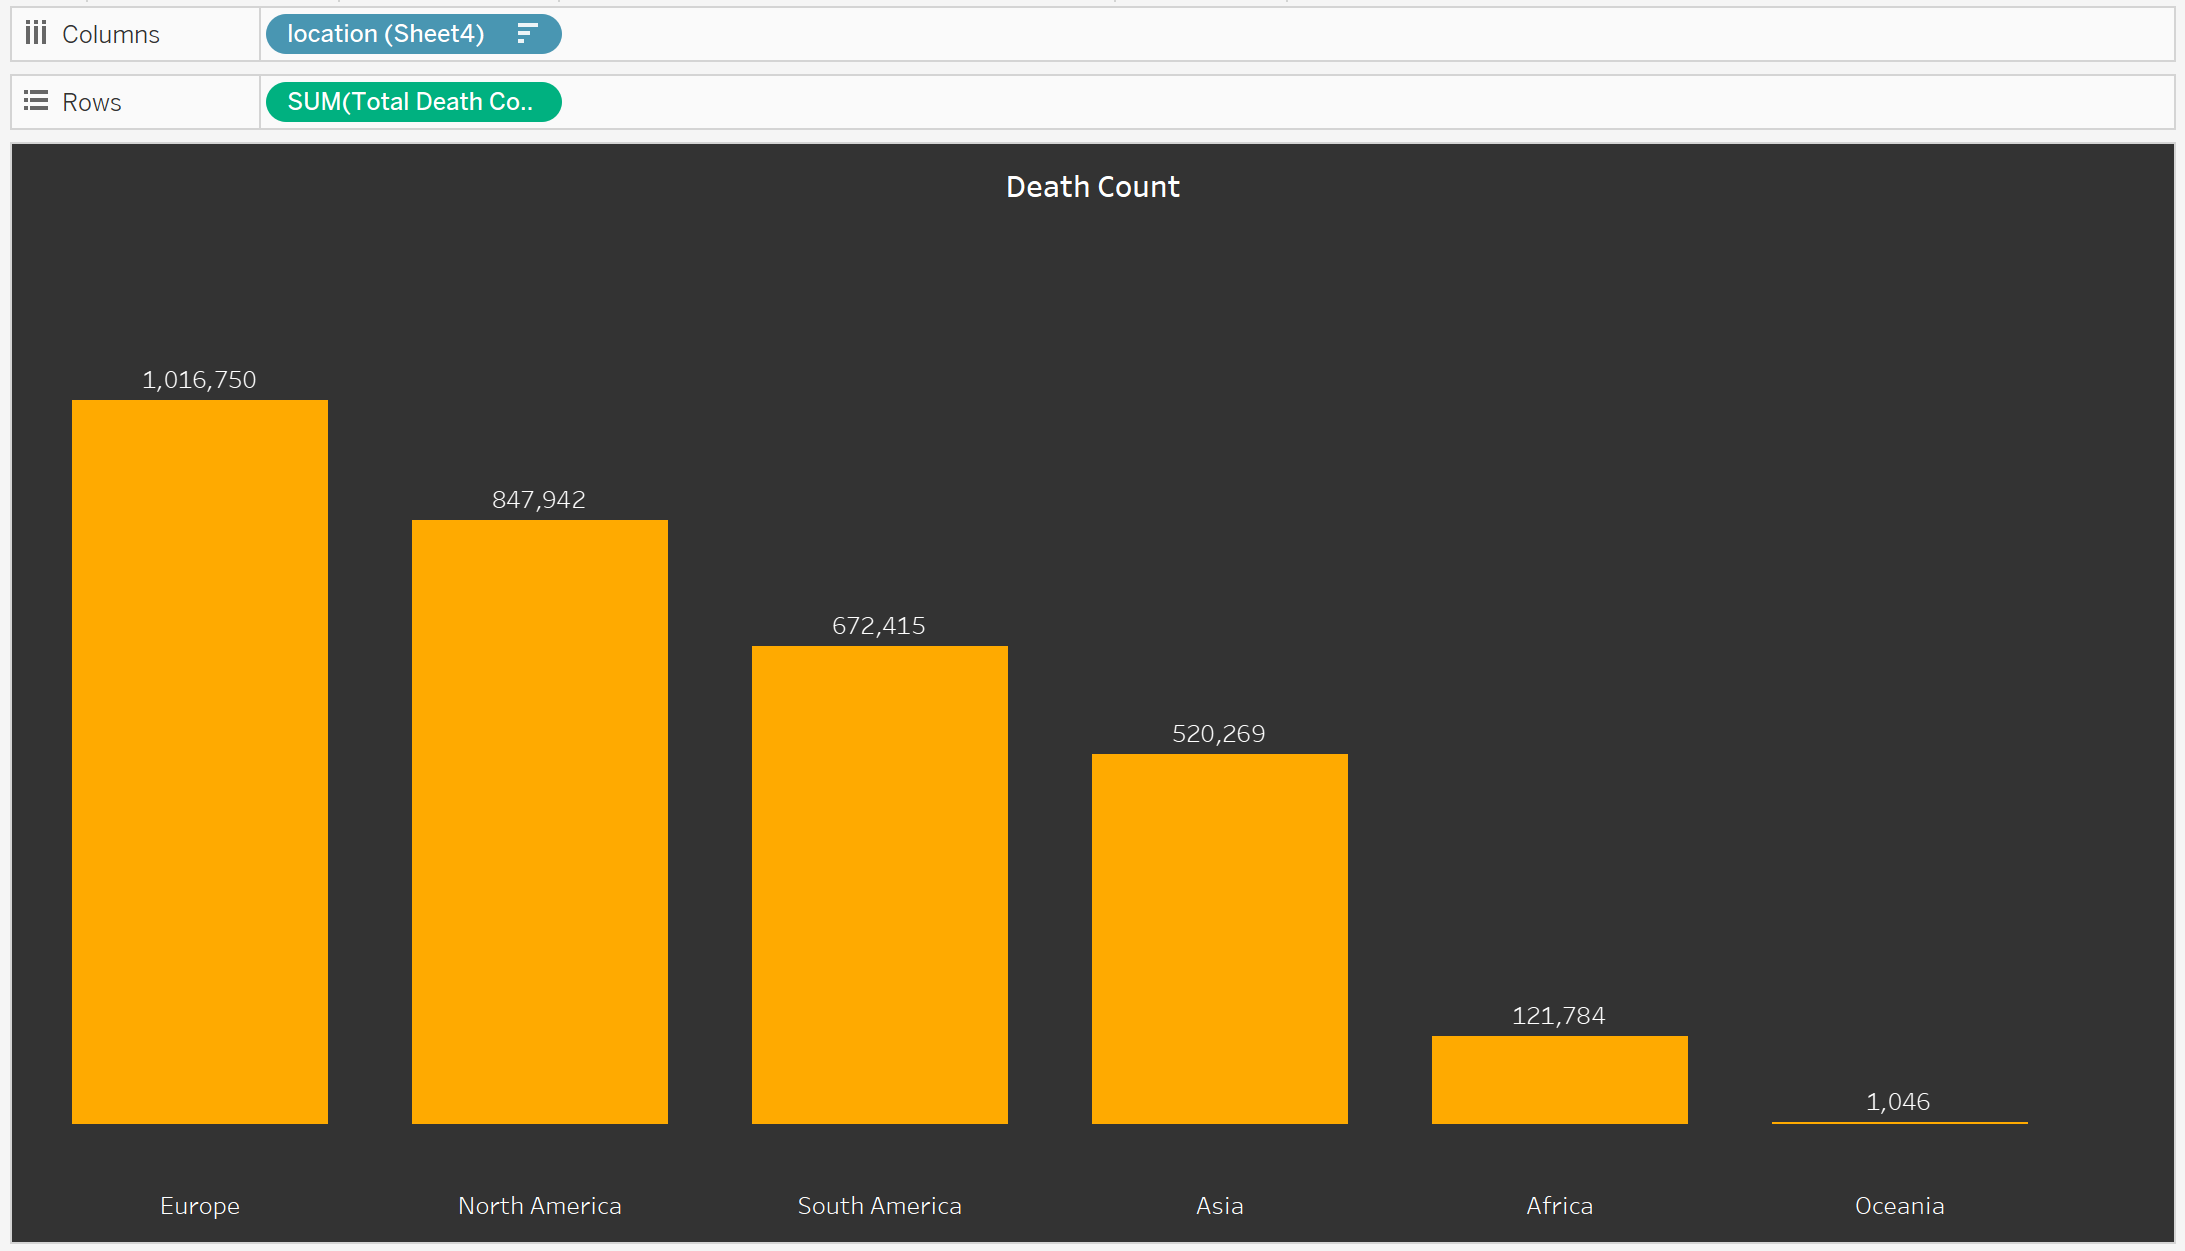 Columns
location (Sheet4)
Rows
SUM(Total Death Co..
Death Count
1,016,750
847,942
672,415
520,269
121,784
1,046
Europe
North America
South America
Asia
Africa
Oceania